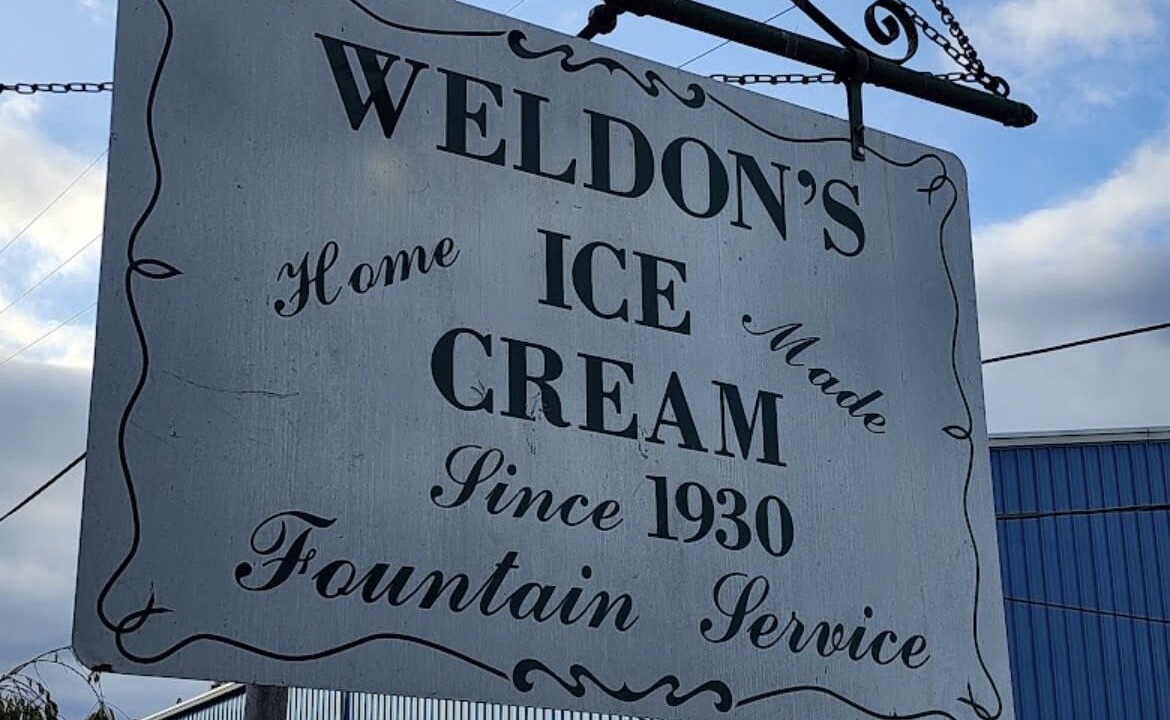 WELDON'S
Home ICE Made
CREAM
Since 1930
Fountain Service